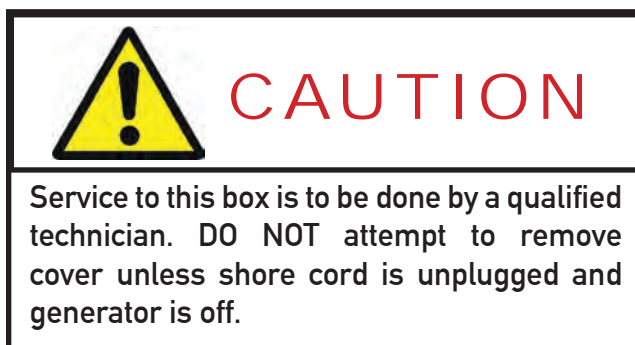 CAUTION
Service to this box is to be done by a qualified
technician. DO NOT attempt to remove
cover unless shore cord is unplugged and
generator is off.